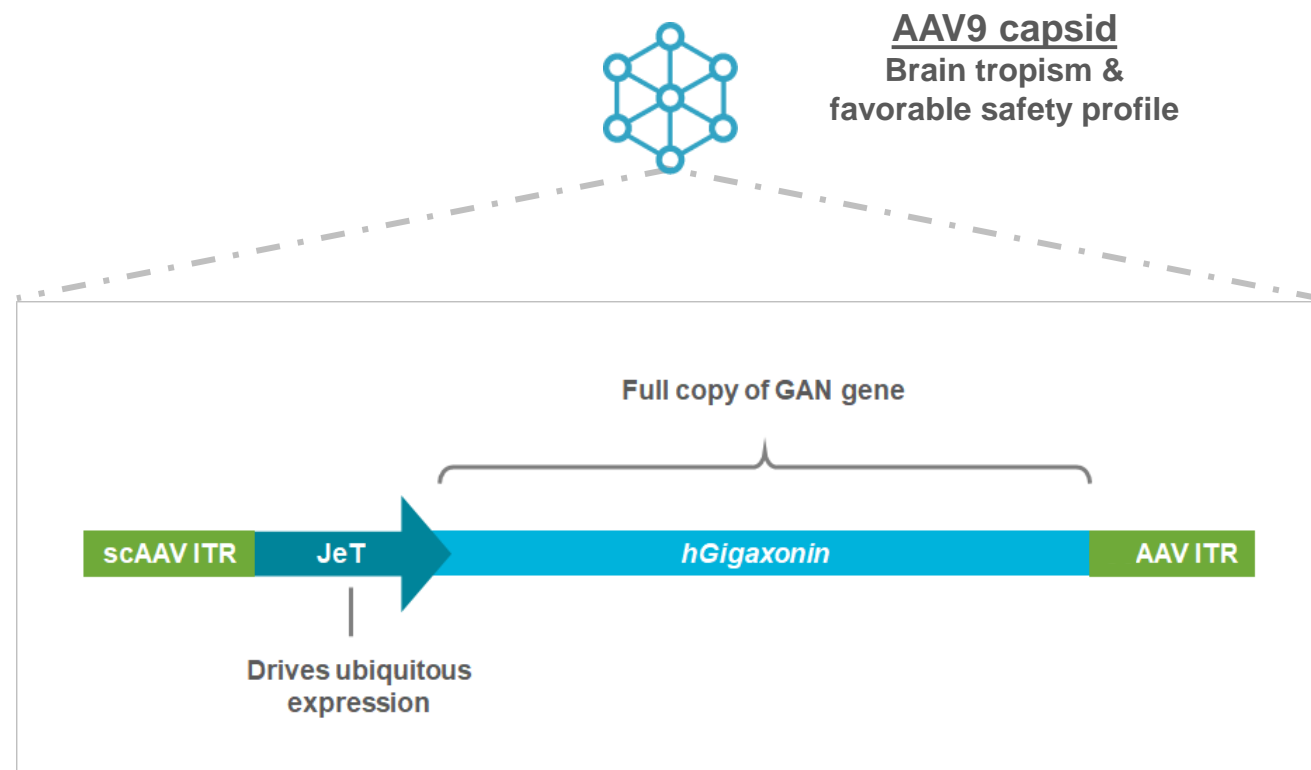 AAV9 capsid
Brain tropism &
favorable safety profile
Full copy of GAN gene
scAAV ITR
JeT
hGigaxonin
AAV ITR
Drives ubiquitous
expression